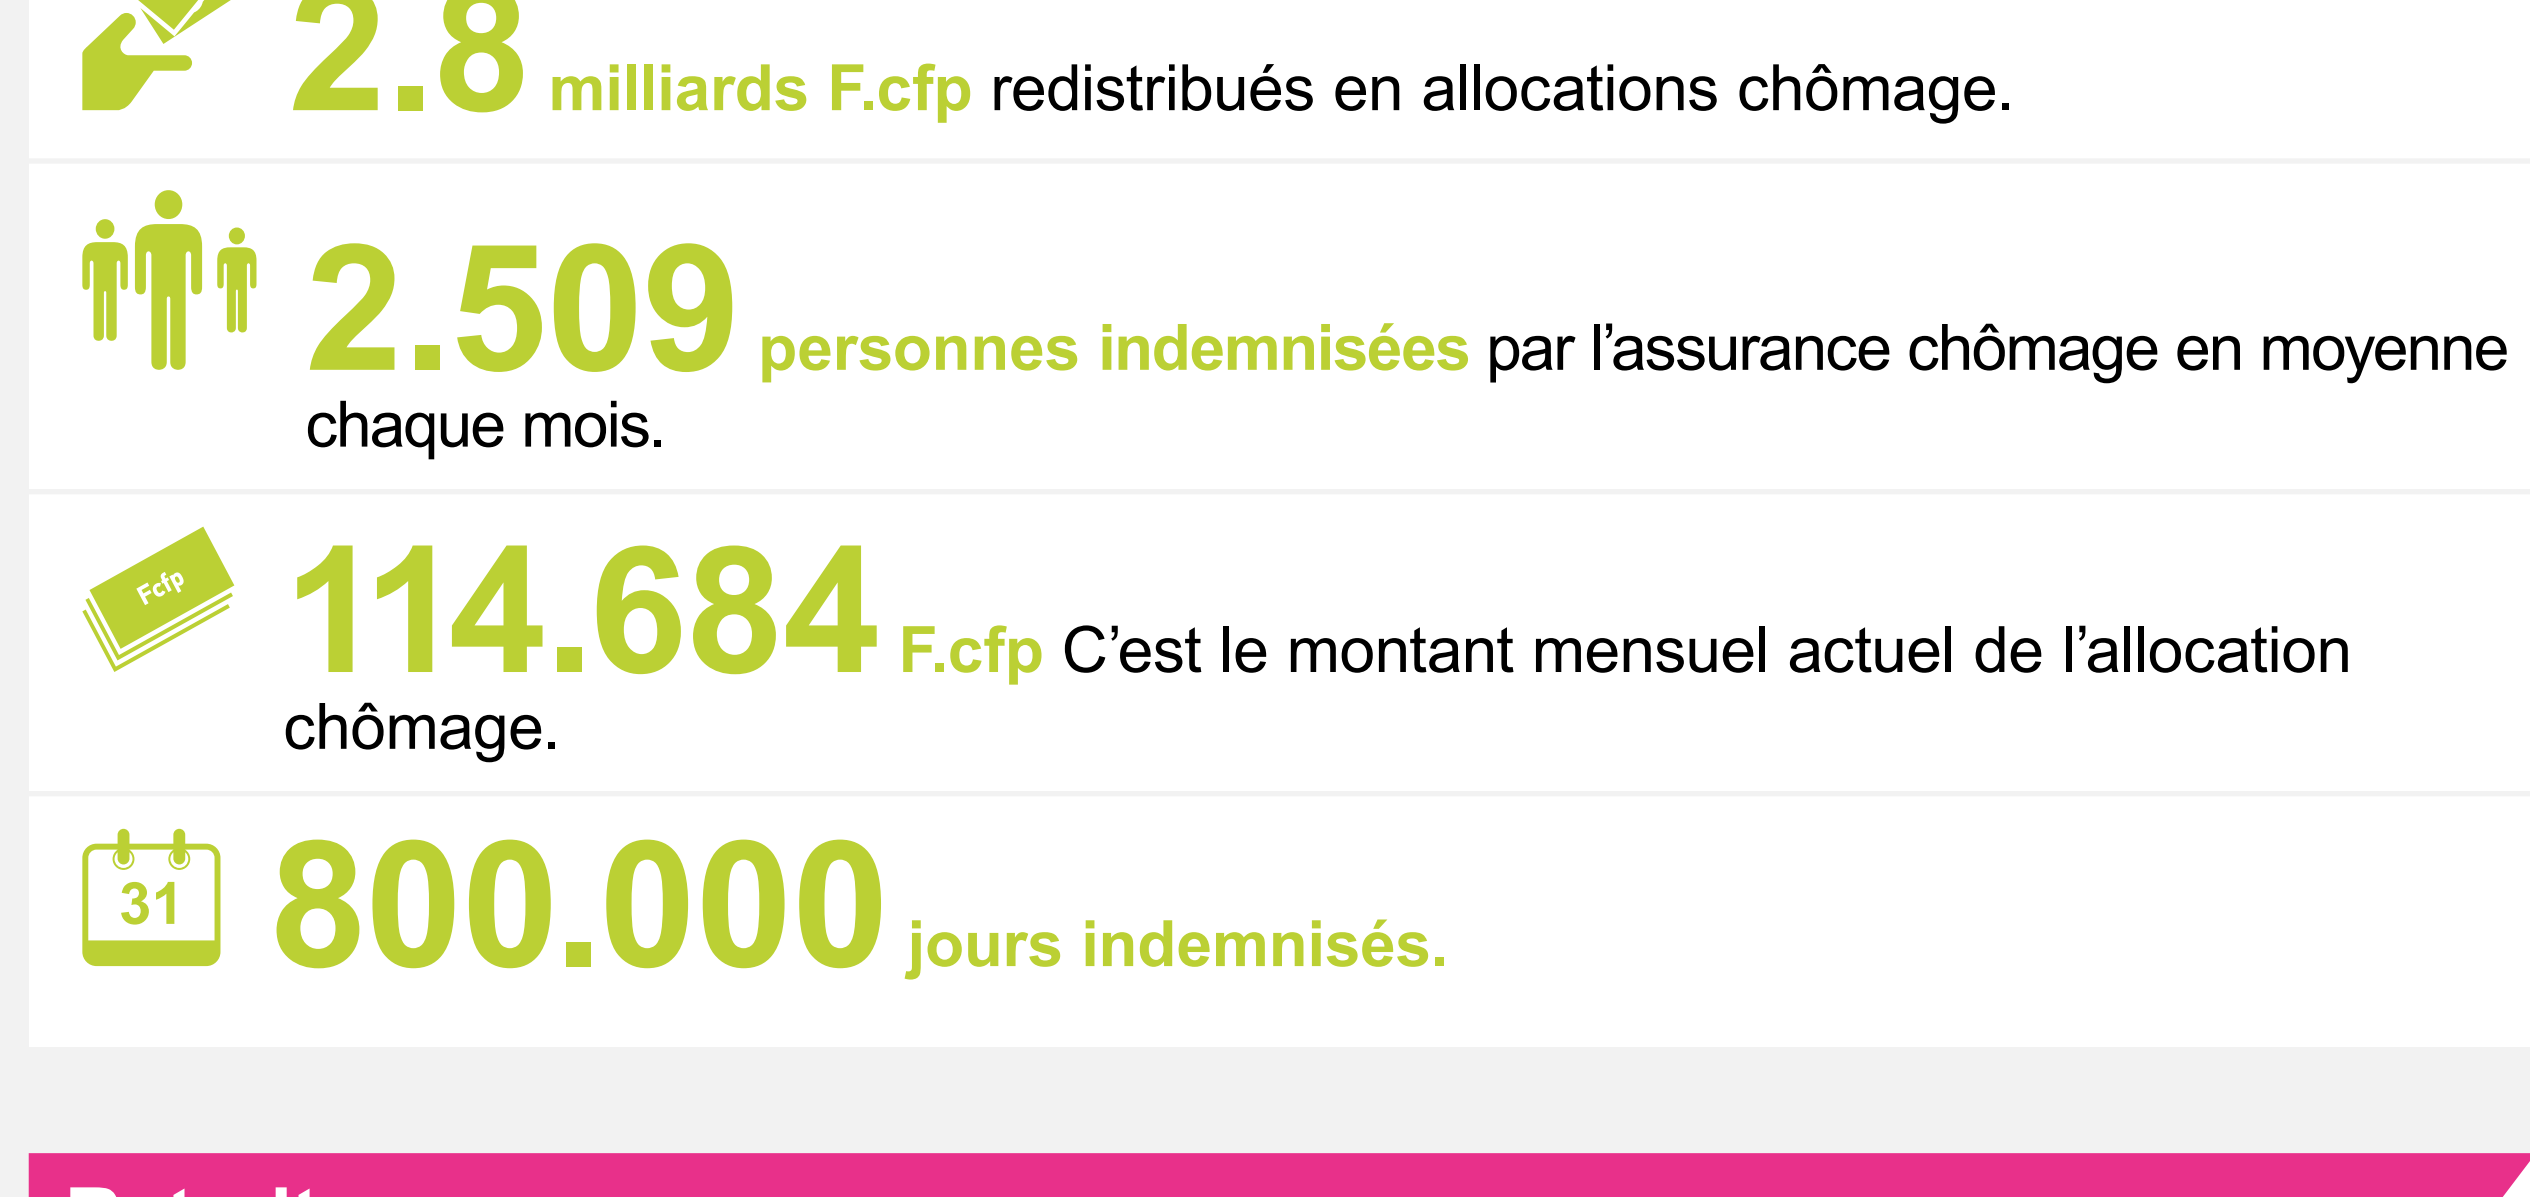 2.8 milliards F.cfp redistribués en allocations chômage.
2.509 personnes indemnisées par l’assurance chômage en moyenne
chaque mois.
Fcfp
114.684 F.cfp C’est le montant mensuel actuel de l’allocation
chômage.
31
800.000 jours indemnisés.